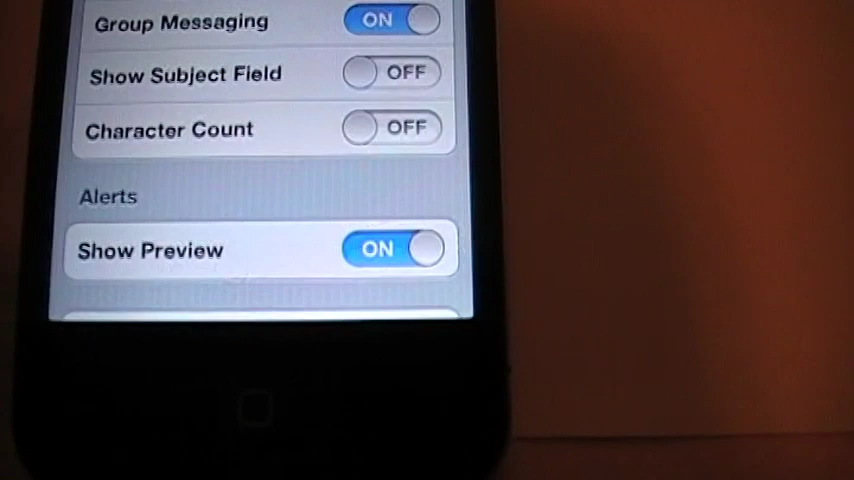 Group Messaging ON
Show Subject Field OFF
Character Count OFF
Alerts
Show Preview ON